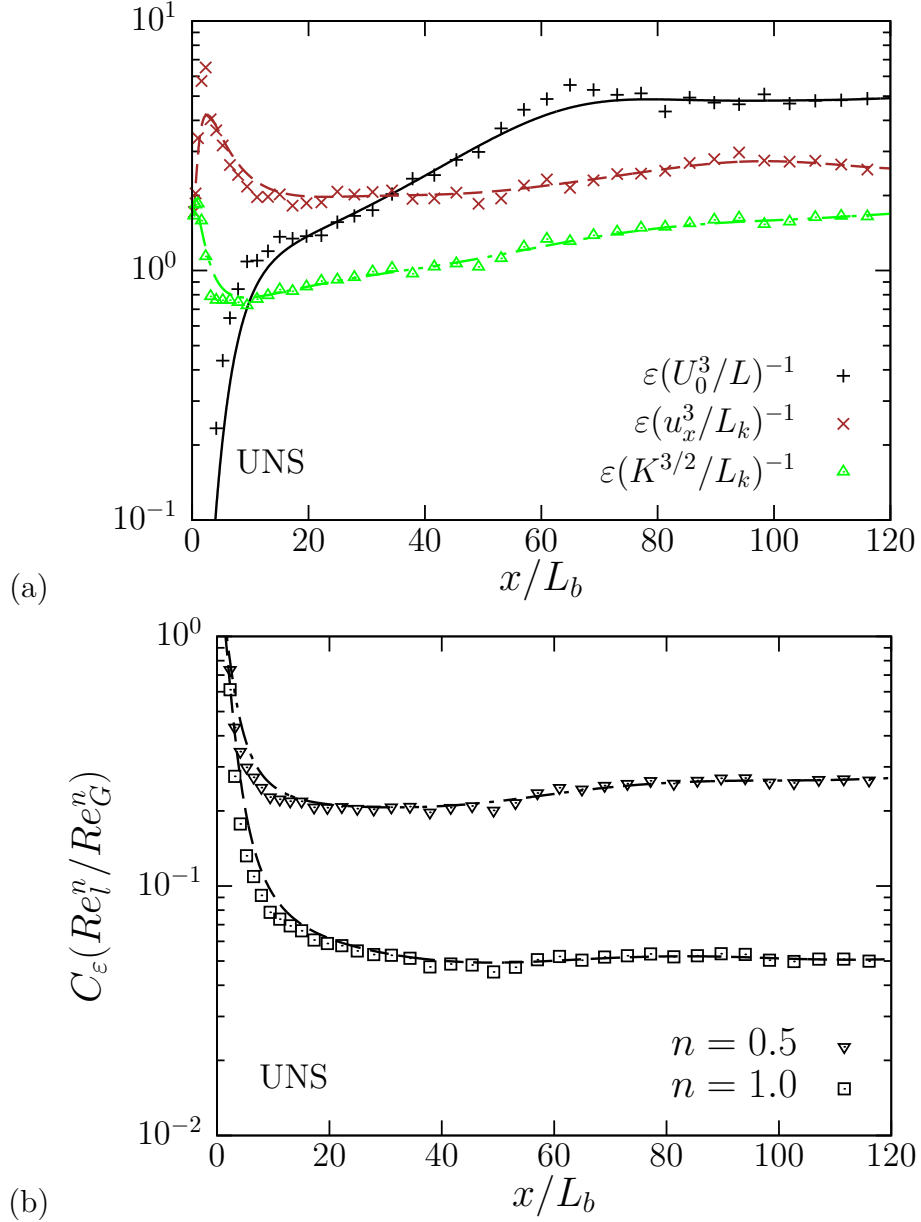 10^1
10^0
10^{-1}
ε(U_0^3/L)^{-1}
ε(u_x^3/L_k)^{-1}
ε(K^{3/2}/L_k)^{-1}
UNS
0 20 40 60 80 100 120
x/L_b
(a)
10^0
10^{-1}
10^{-2}
C_ε(Re_l^n/Re_G^n)
n = 0.5
n = 1.0
UNS
0 20 40 60 80 100 120
x/L_b
(b)